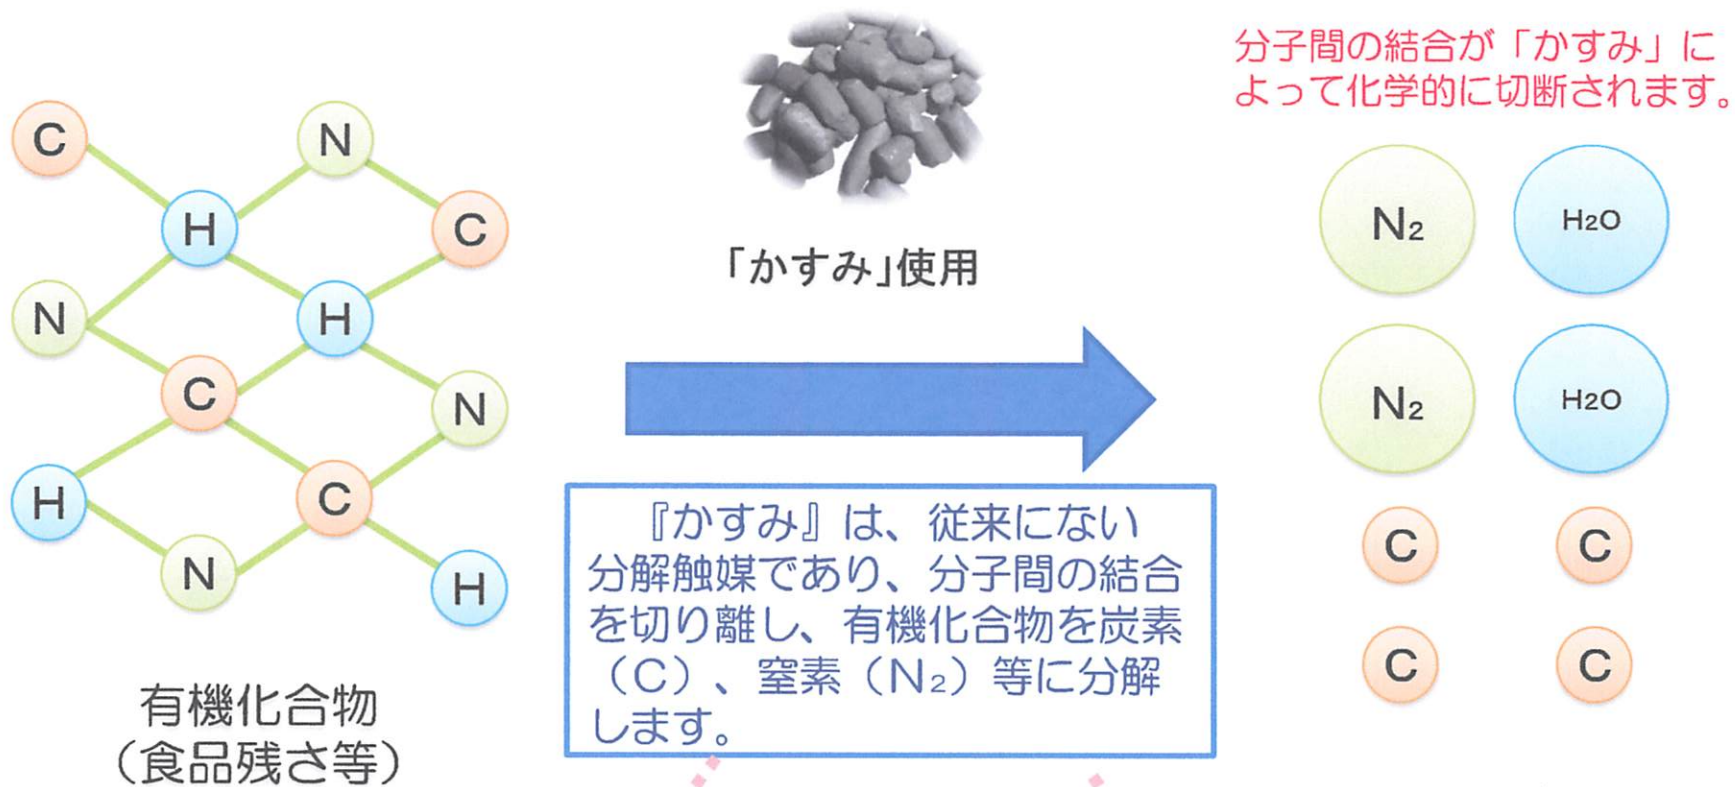 分子間の結合が「かすみ」に
よって化学的に切断されます。
C
N
H
C
N
H
C
N
H
C
N
H
有機化合物
（食品残さ等）
「かすみ」使用
『かすみ』は、従来にない
分解触媒であり、分子間の結合
を切り離し、有機化合物を炭素
（C）、窒素（N₂）等に分解
します。
N₂
H₂O
N₂
H₂O
C
C
C
C